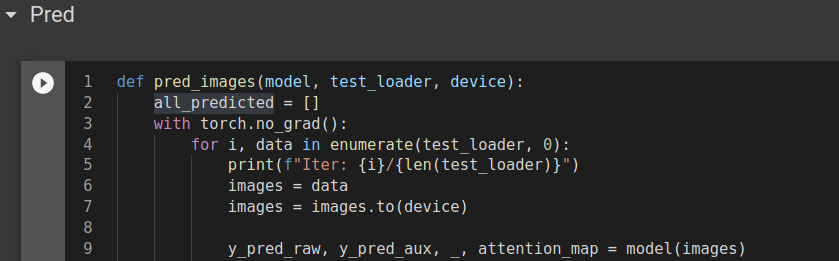 Pred
1 def pred_images(model, test_loader, device):
2 all_predicted = []
3 with torch.no_grad():
4 for i, data in enumerate(test_loader, 0):
5 print(f"Iter: {i}/{len(test_loader)}")
6 images = data
7 images = images.to(device)
8
9 y_pred_raw, y_pred_aux, _, attention_map = model(images)